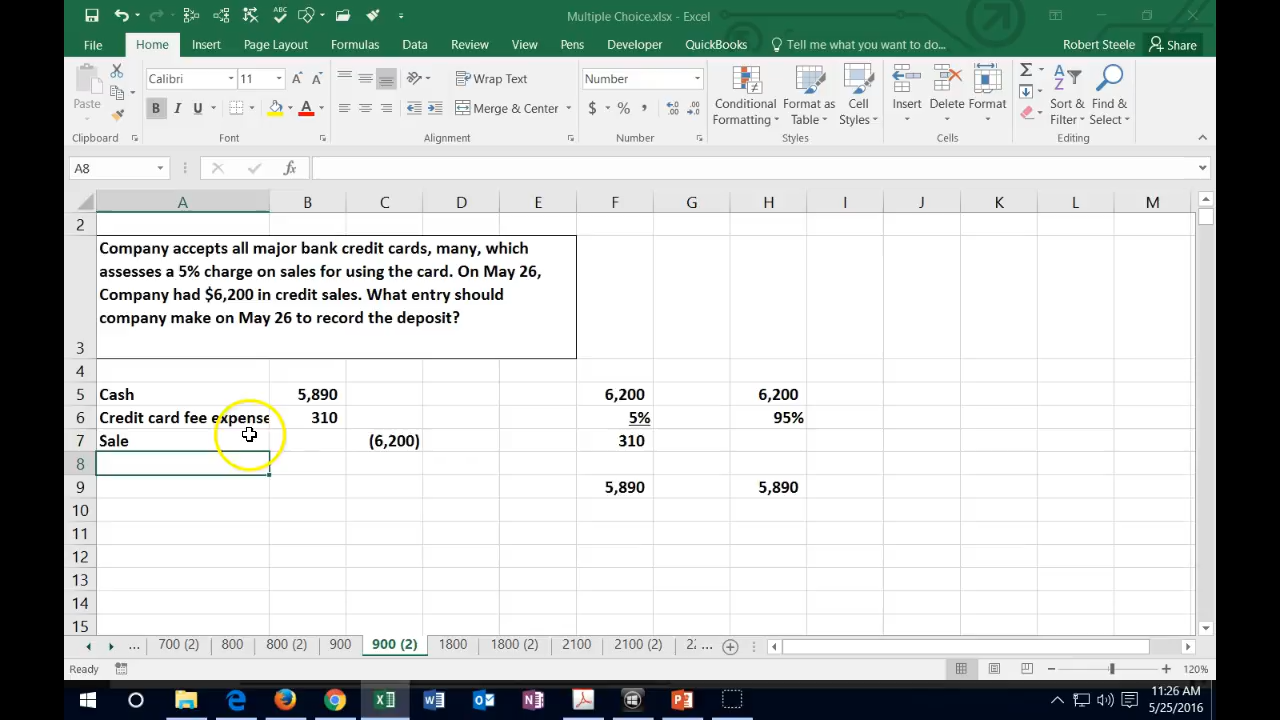 Multiple Choice.xlsx - Excel
File Home Insert Page Layout Formulas Data Review View Pens Developer QuickBooks Tell me what you want to do... Robert Steele Share
Paste Calibri 11 Wrap Text Number Conditional Formatting Format as Table Cell Styles Insert Delete Format Sort & Filter Find & Select
B I U A Merge & Center $ % ,
Clipboard Font Alignment Number Styles Cells Editing
A8 fx
A B C D E F G H I J K L M
2
Company accepts all major bank credit cards, many, which
assesses a 5% charge on sales for using the card. On May 26,
Company had $6,200 in credit sales. What entry should
company make on May 26 to record the deposit?
3
4
5 Cash 5,890 6,200 6,200
6 Credit card fee expense 310 5% 95%
7 Sale (6,200) 310
8
9 5,890 5,890
10
11
12
13
14
15
... 700 (2) 800 800 (2) 900 900 (2) 1800 1800 (2) 2100 2100 (2) ...
Ready 120%
11:26 AM
5/25/2016